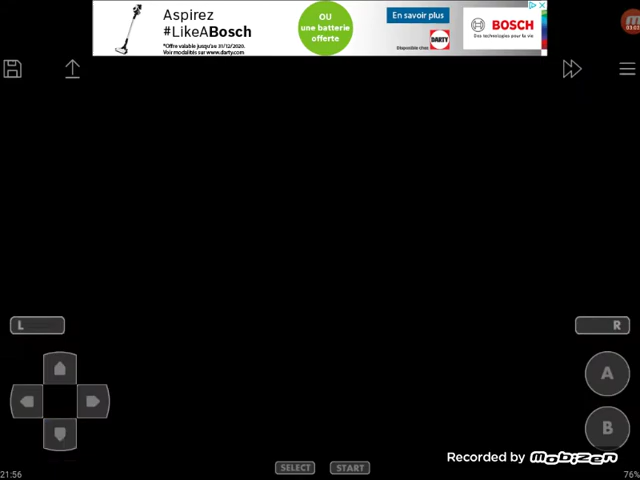 Aspirez
#LikeABosch
*Offre valable jusqu'au 31/12/2020.
Voir modalités sur www.darty.com
OU
une batterie
offerte
En savoir plus
Disponible chez
DARTY
BOSCH
Des technologies pour la vie
L
R
A
B
SELECT
START
Recorded by Mobizen
21:56
76%